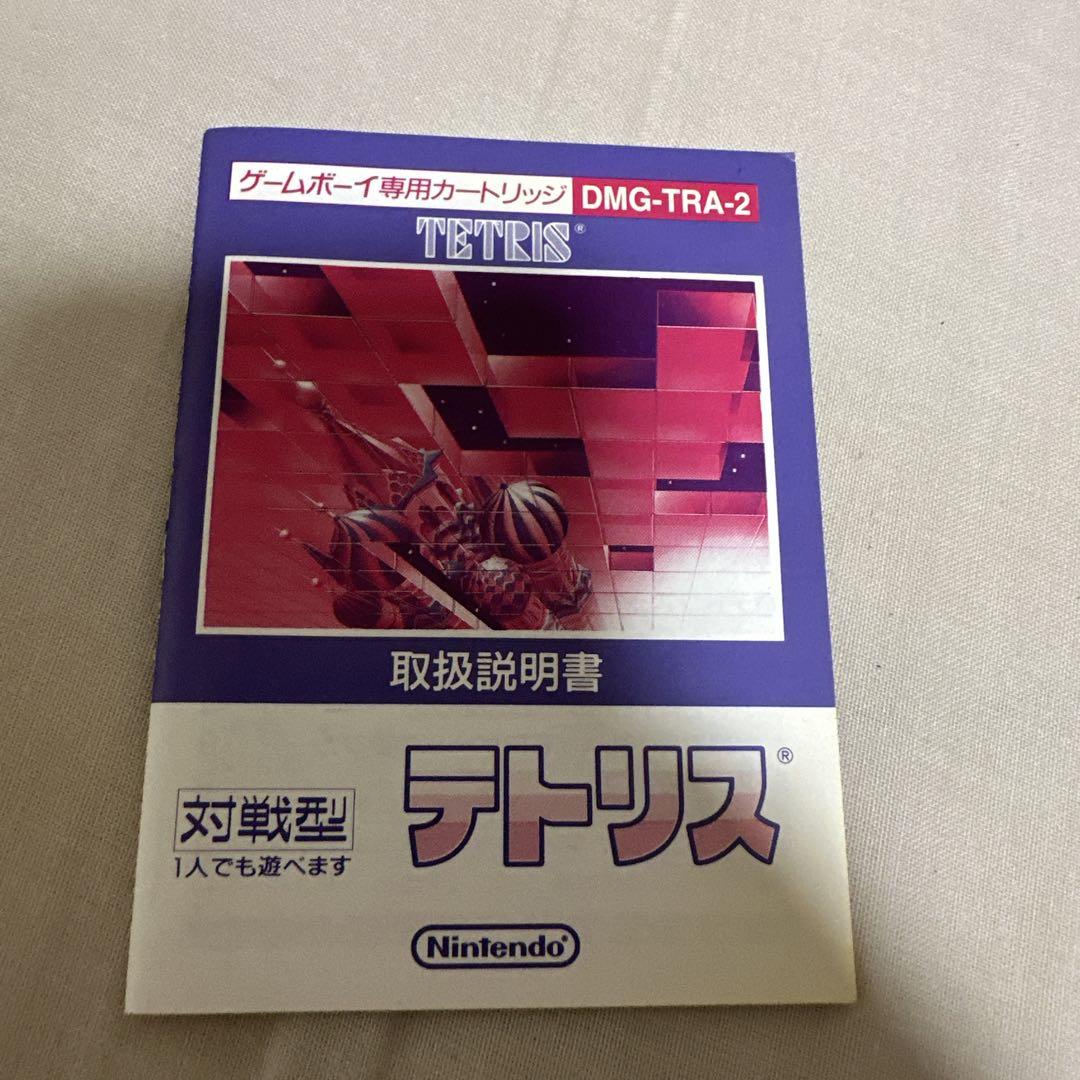 ゲームボーイ専用カートリッジ DMG-TRA-2
TETRIS®
取扱説明書
テトリス®
対戦型
1人でも遊べます
Nintendo®